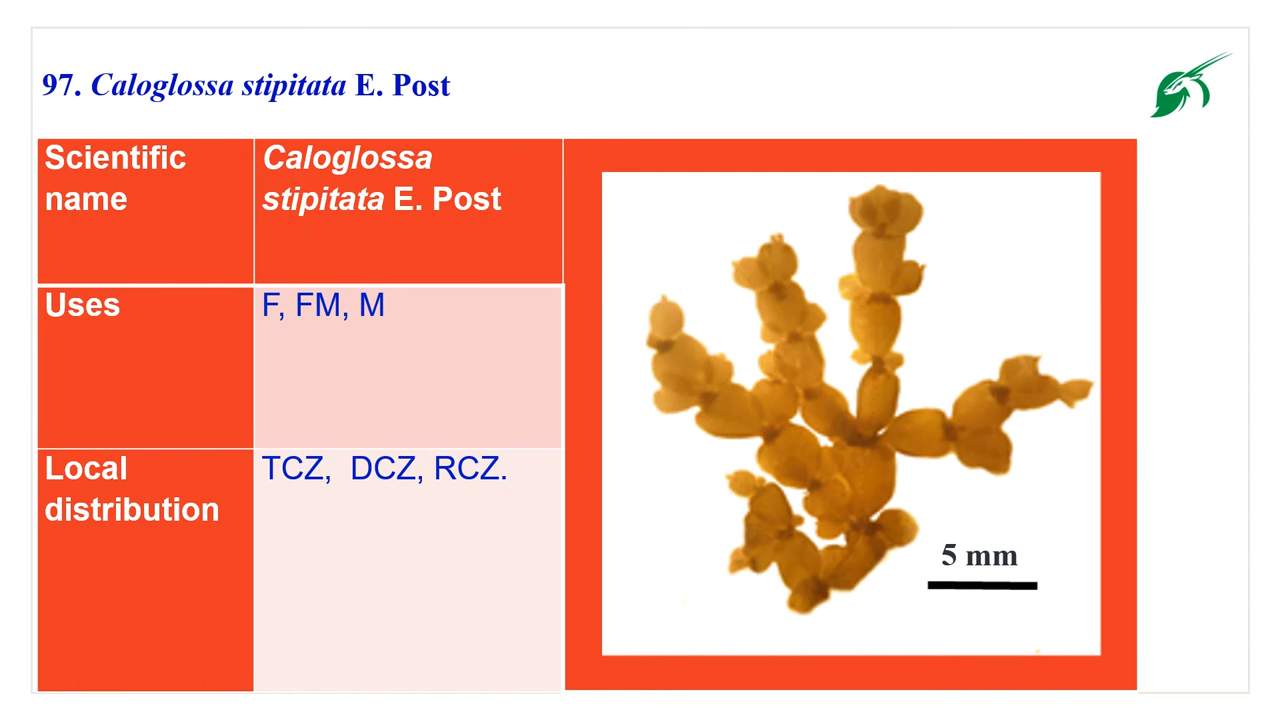 97. Caloglossa stipitata E. Post
Scientific
name
Caloglossa
stipitata E. Post
Uses
F, FM, M
Local
distribution
TCZ, DCZ, RCZ.
5 mm